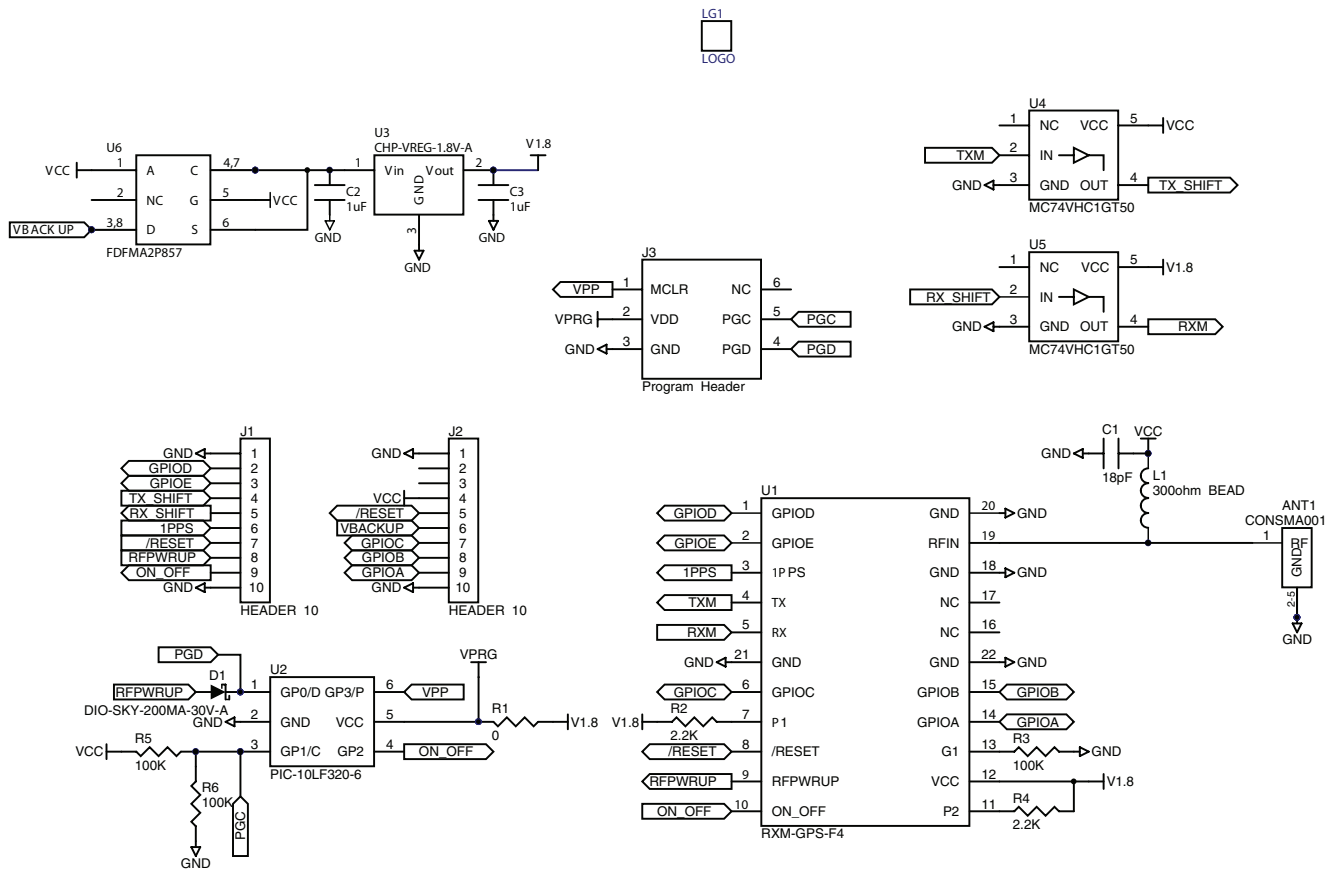 LG1
LOGO
U6
VCC
1
A
C
4,7
2
NC
G
5
VCC
VBACK UP
3,8
D
S
6
FDFMA2P857
U3
CHP-VREG-1.8V-A
1
Vin
Vout
2
GND
3
GND
V1.8
C2
1uF
GND
C3
1uF
GND
U4
1
NC
VCC
5
VCC
TXM
2
IN
GND
3
GND
OUT
4
TX_SHIFT
MC74VHC1GT50
U5
1
NC
VCC
5
V1.8
RX_SHIFT
2
IN
GND
3
GND
OUT
4
RXM
MC74VHC1GT50
J3
VPP
1
MCLR
NC
6
VPRG
2
VDD
PGC
5
PGC
GND
3
GND
PGD
4
PGD
Program Header
J1
GND
1
GPIOD
2
GPIOE
3
TX_SHIFT
4
RX_SHIFT
5
1PPS
6
/RESET
7
RFPWRUP
8
ON_OFF
9
GND
10
HEADER 10
J2
GND
1
2
3
VCC
4
/RESET
5
VBACKUP
6
GPIOC
7
GPIOB
8
GPIOA
9
GND
10
HEADER 10
PGD
RFPWRUP
D1
DIO-SKY-200MA-30V-A
U2
1
GP0/D
GP3/P
6
VPP
GND
2
GND
VCC
5
VPRG
R1
0
V1.8
VCC
R5
100K
3
GP1/C
GP2
4
ON_OFF
PIC-10LF320-6
R6
100K
PGC
GND
U1
GPIOD
1
GPIOD
GND
20
GND
GPIOE
2
GPIOE
RFIN
19
1PPS
3
1PPS
GND
18
GND
TXM
4
TX
NC
17
RXM
5
RX
NC
16
GND
21
GND
GND
22
GND
GPIOC
6
GPIOC
GPIOB
15
GPIOB
V1.8
R2
2.2K
7
P1
GPIOA
14
GPIOA
/RESET
8
/RESET
G1
13
R3
100K
GND
RFPWRUP
9
RFPWRUP
VCC
12
V1.8
ON_OFF
10
ON_OFF
P2
11
R4
2.2K
RXM-GPS-F4
GND
C1
18pF
VCC
L1
300ohm BEAD
ANT1
CONSMA001
1
RF
GND
2-5
GND